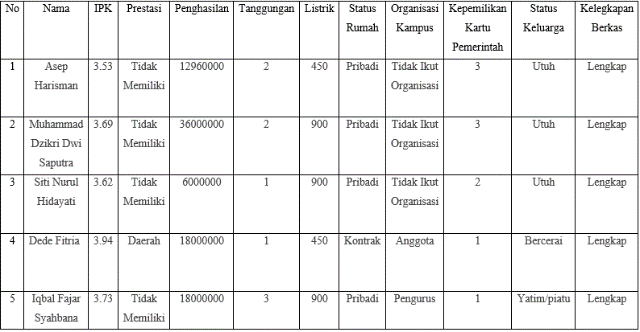 No Nama IPK Prestasi Penghasilan Tanggungan Listrik Status Organisasi Kepemilikan Status Kelegkapan
Rumah Kampus Kartu Keluarga Berkas
Pemerintah
1 Asep 3.53 Tidak 12960000 2 450 Pribadi Tidak Ikut 3 Utuh Lengkap
Harisman Memiliki Organisasi
2 Muhammad 3.69 Tidak 36000000 2 900 Pribadi Tidak Ikut 3 Utuh Lengkap
Dzikri Dwi Memiliki Organisasi
Saputra
3 Siti Nurul 3.62 Tidak 6000000 1 900 Pribadi Tidak Ikut 2 Utuh Lengkap
Hidayati Memiliki Organisasi
4 Dede Fitria 3.94 Daerah 18000000 1 450 Kontrak Anggota 1 Bercerai Lengkap
5 Iqbal Fajar 3.73 Tidak 18000000 3 900 Pribadi Pengurus 1 Yatim/piatu Lengkap
Syahbana Memiliki